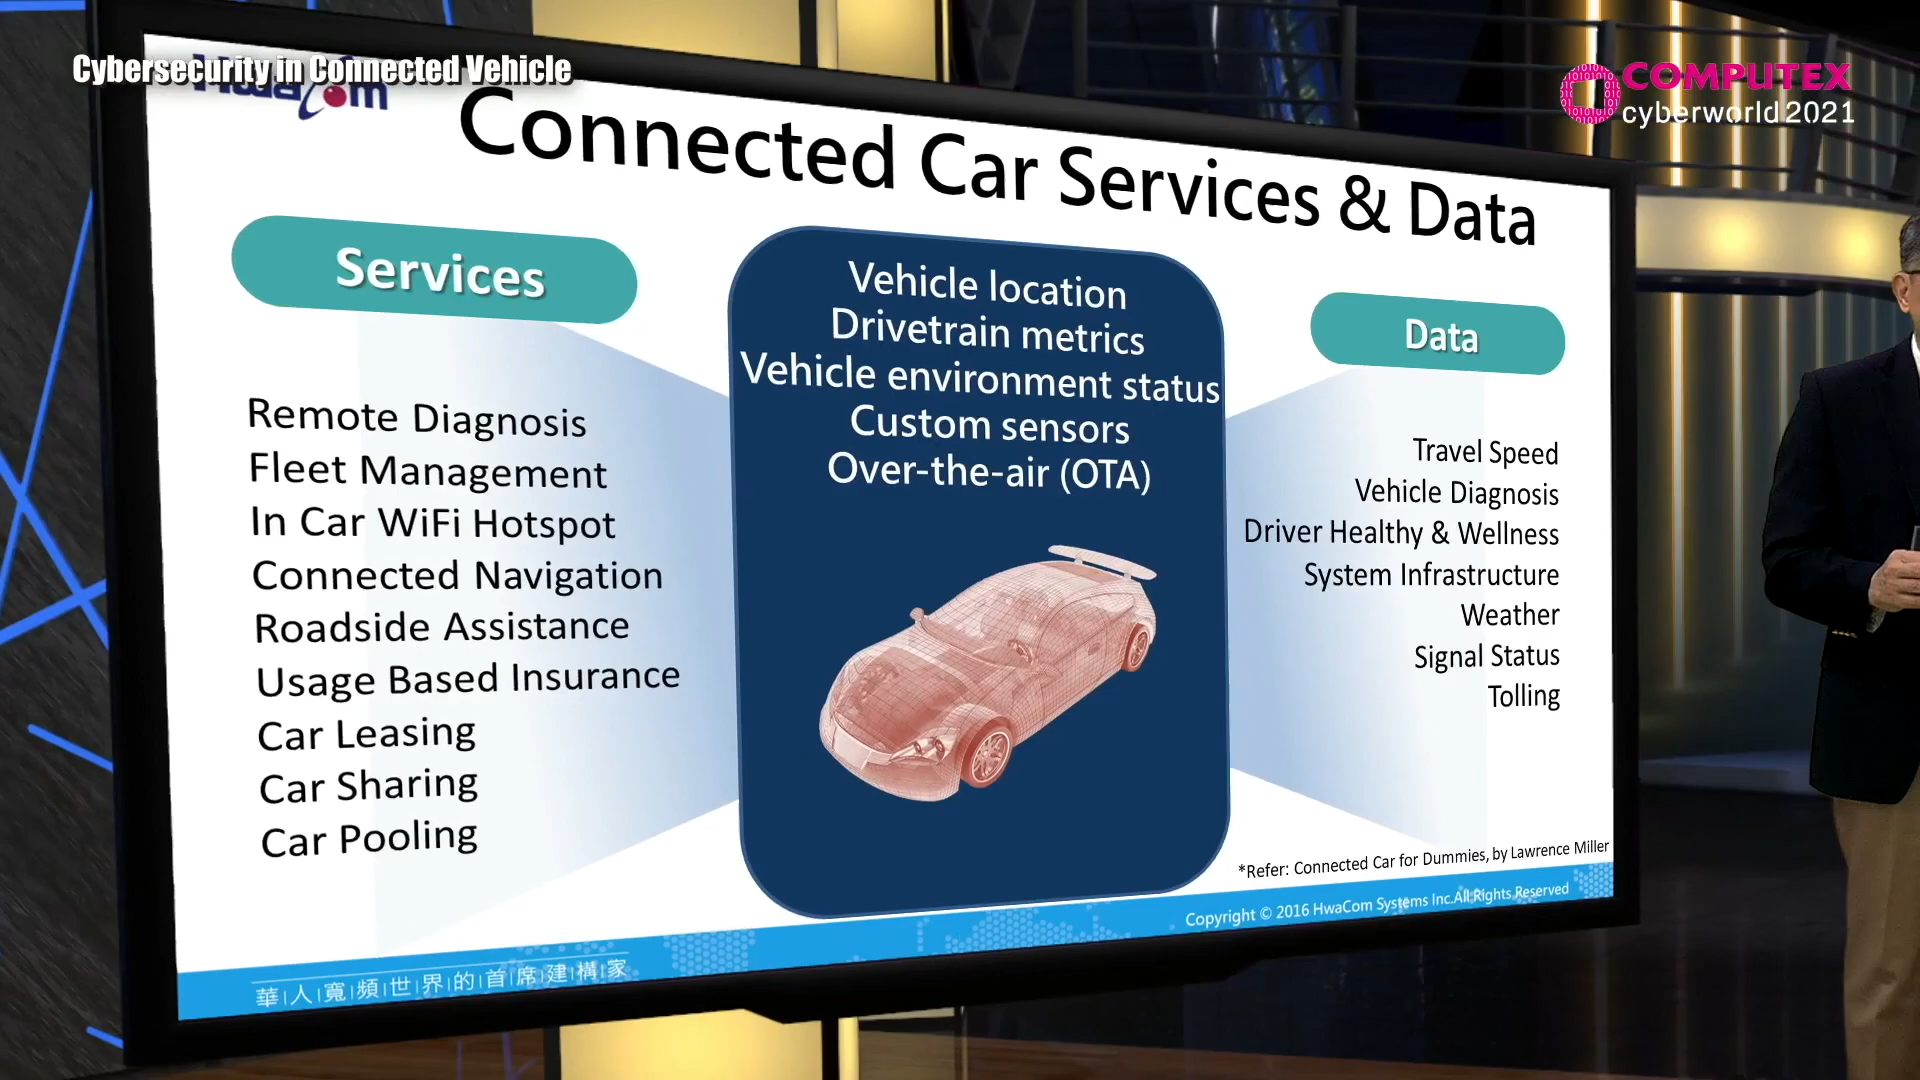 Cybersecurity in Connected Vehicle
HwaCom
COMPUTEX
cyberworld 2021
Connected Car Services & Data
Services
Remote Diagnosis
Fleet Management
In Car WiFi Hotspot
Connected Navigation
Roadside Assistance
Usage Based Insurance
Car Leasing
Car Sharing
Car Pooling
Vehicle location
Drivetrain metrics
Vehicle environment status
Custom sensors
Over-the-air (OTA)
Data
Travel Speed
Vehicle Diagnosis
Driver Healthy & Wellness
System Infrastructure
Weather
Signal Status
Tolling
*Refer: Connected Car for Dummies, by Lawrence Miller
Copyright © 2016 HwaCom Systems Inc.All Rights Reserved
華|人|寬|頻|世|界|的|首|席|建|構|家